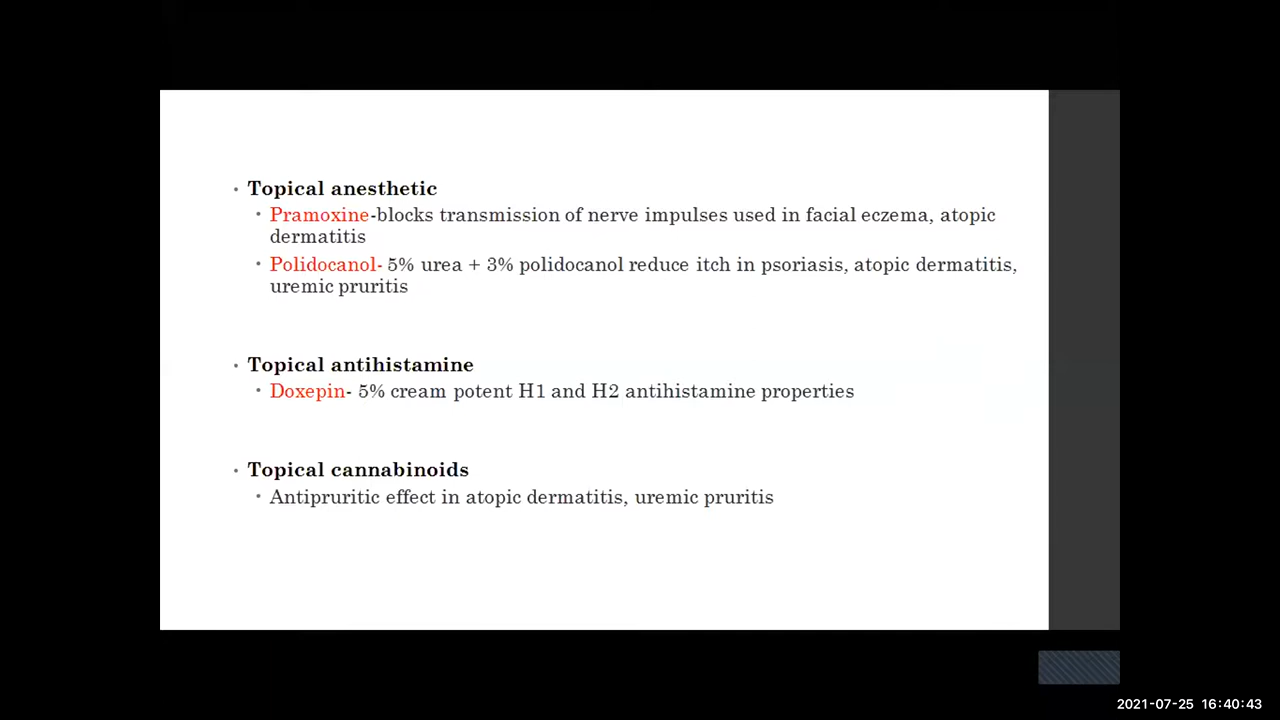 • Topical anesthetic
• Pramoxine-blocks transmission of nerve impulses used in facial eczema, atopic
dermatitis
• Polidocanol- 5% urea + 3% polidocanol reduce itch in psoriasis, atopic dermatitis,
uremic pruritis
• Topical antihistamine
• Doxepin- 5% cream potent H1 and H2 antihistamine properties
• Topical cannabinoids
• Antipruritic effect in atopic dermatitis, uremic pruritis
2021-07-25 16:40:43